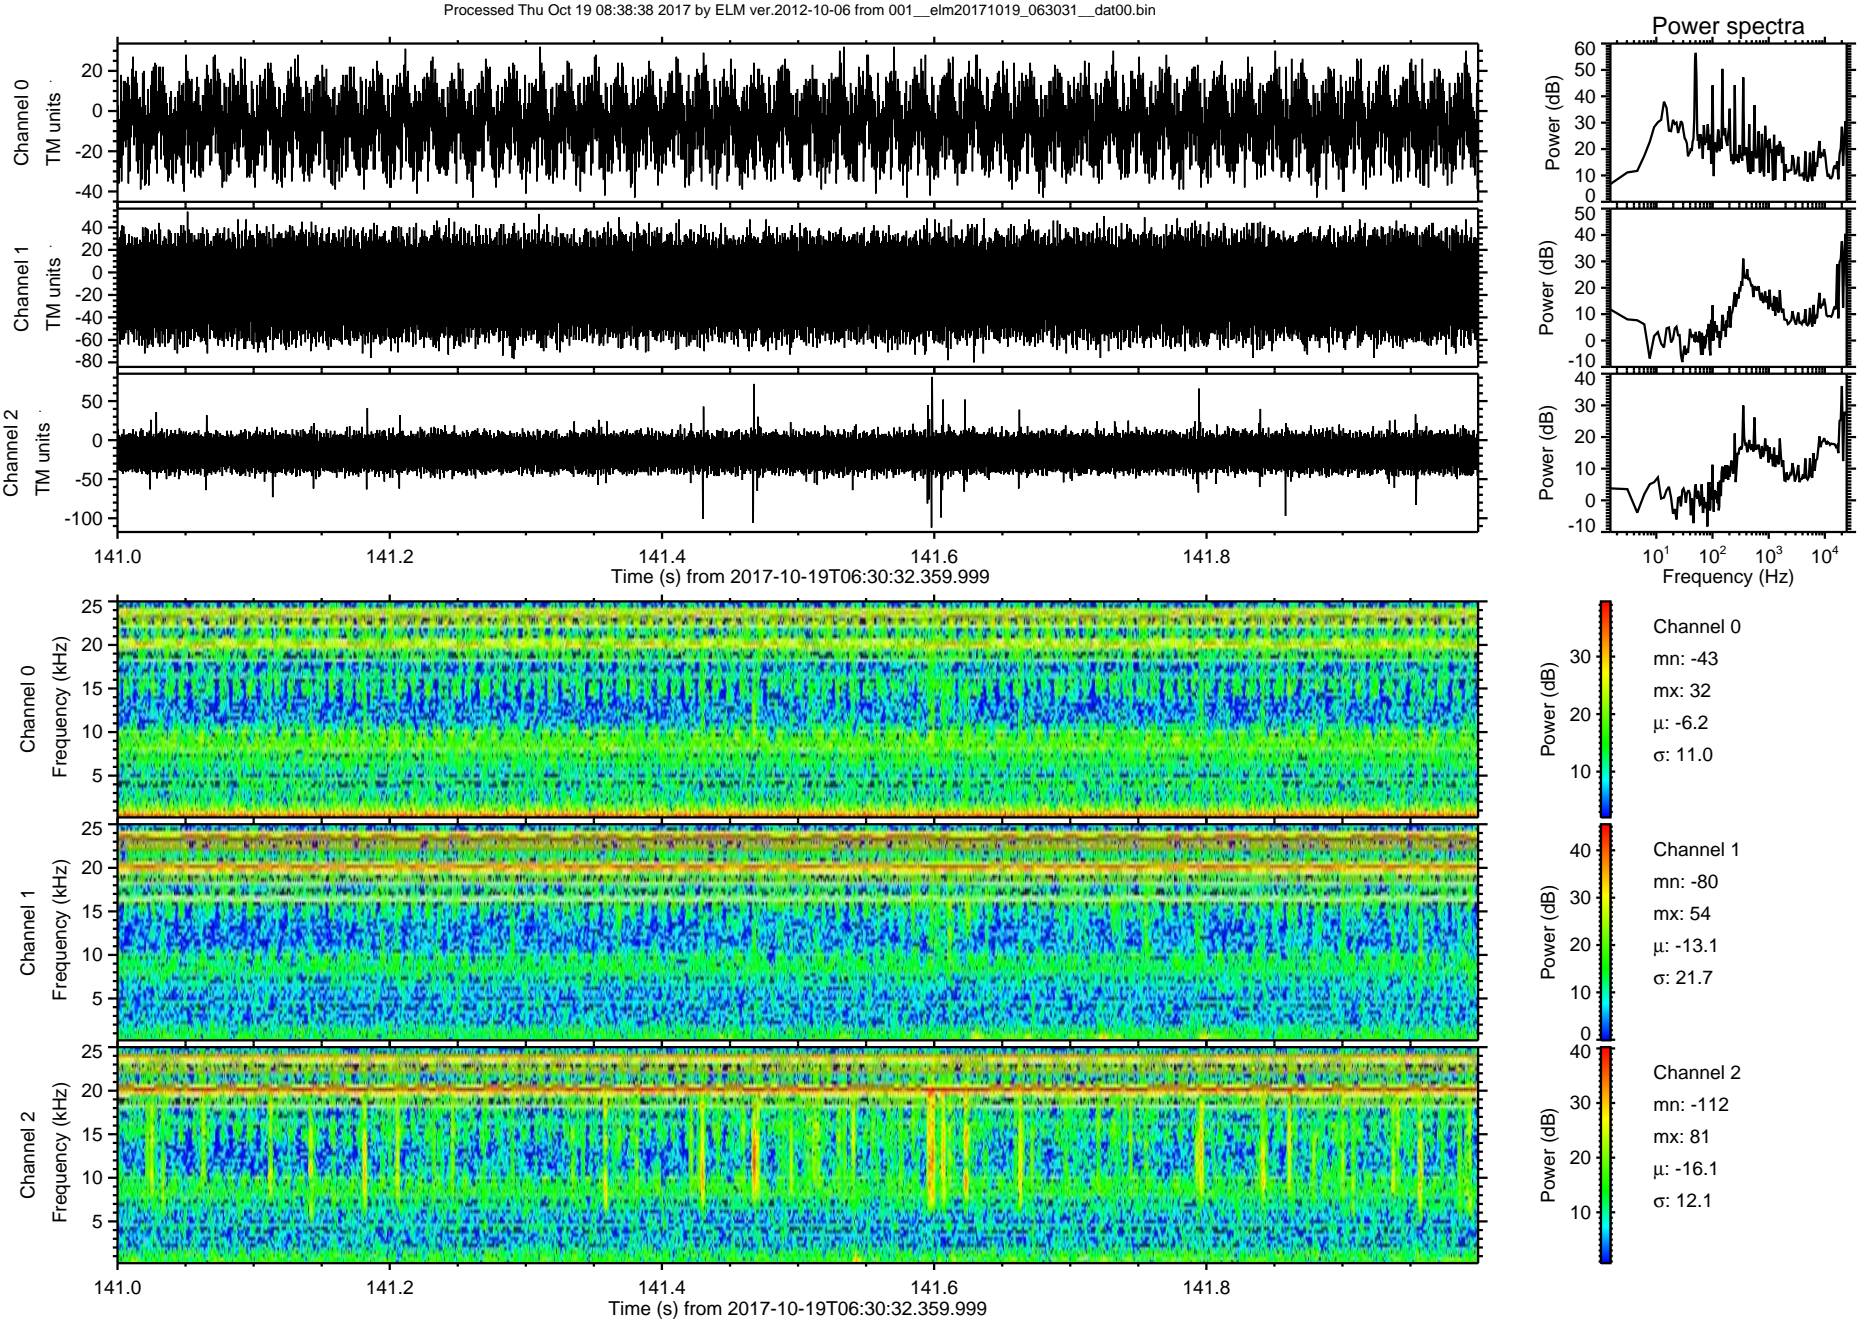 Processed Thu Oct 19 08:38:38 2017 by ELM ver.2012-10-06 from 001__elm20171019_063031__dat00.bin
Power spectra
Channel 0
TM units
20
0
-20
-40
Power (dB)
60
50
40
30
20
10
0
Channel 1
TM units
40
20
0
-20
-40
-60
-80
Power (dB)
50
40
30
20
10
0
-10
Channel 2
TM units
50
0
-50
-100
Power (dB)
40
30
20
10
0
-10
141.0 141.2 141.4 141.6 141.8
Time (s) from 2017-10-19T06:30:32.359.999
10¹ 10² 10³ 10⁴
Frequency (Hz)
Channel 0
Frequency (kHz)
25
20
15
10
5
Power (dB)
30
20
10
Channel 0
mn: -43
mx: 32
µ: -6.2
σ: 11.0
Channel 1
Frequency (kHz)
25
20
15
10
5
Power (dB)
40
30
20
10
0
Channel 1
mn: -80
mx: 54
µ: -13.1
σ: 21.7
Channel 2
Frequency (kHz)
25
20
15
10
5
Power (dB)
40
30
20
10
Channel 2
mn: -112
mx: 81
µ: -16.1
σ: 12.1
141.0 141.2 141.4 141.6 141.8
Time (s) from 2017-10-19T06:30:32.359.999